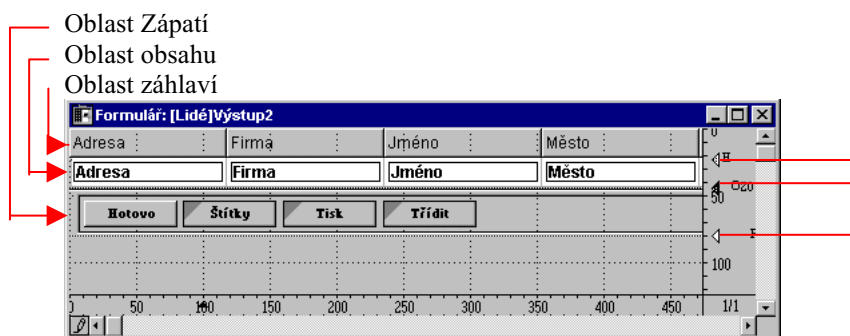 Oblast Zápatí
Oblast obsahu
Oblast záhlaví
Formulář: [Lidé]Výstup2
Adresa Firma Jméno Město
0
H
Adresa Firma Jméno Město
50
Hotovo Štítky Tisk Třídit
100
50 100 150 200 250 300 350 400 450 1/1